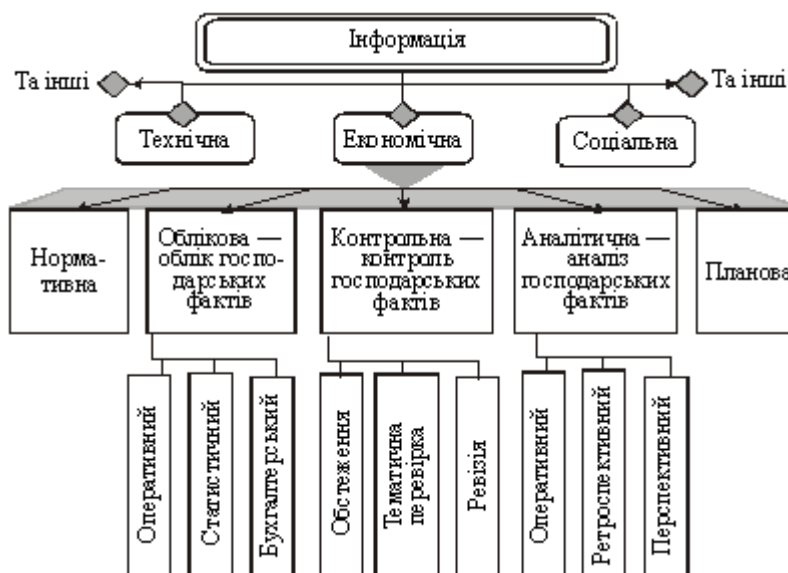 Інформація
Та інші
Та інші
Технічна
Економічна
Соціальна
Норма-
тивна
Облікова —
облік госпо-
дарських
фактів
Контрольна —
контроль
господарських
фактів
Аналітична —
аналіз
господарських
фактів
Планова
Оперативний
Статистичний
Бухгалтерський
Обстеження
Тематична
перевірка
Ревізія
Оперативний
Ретроспективний
Перспективний